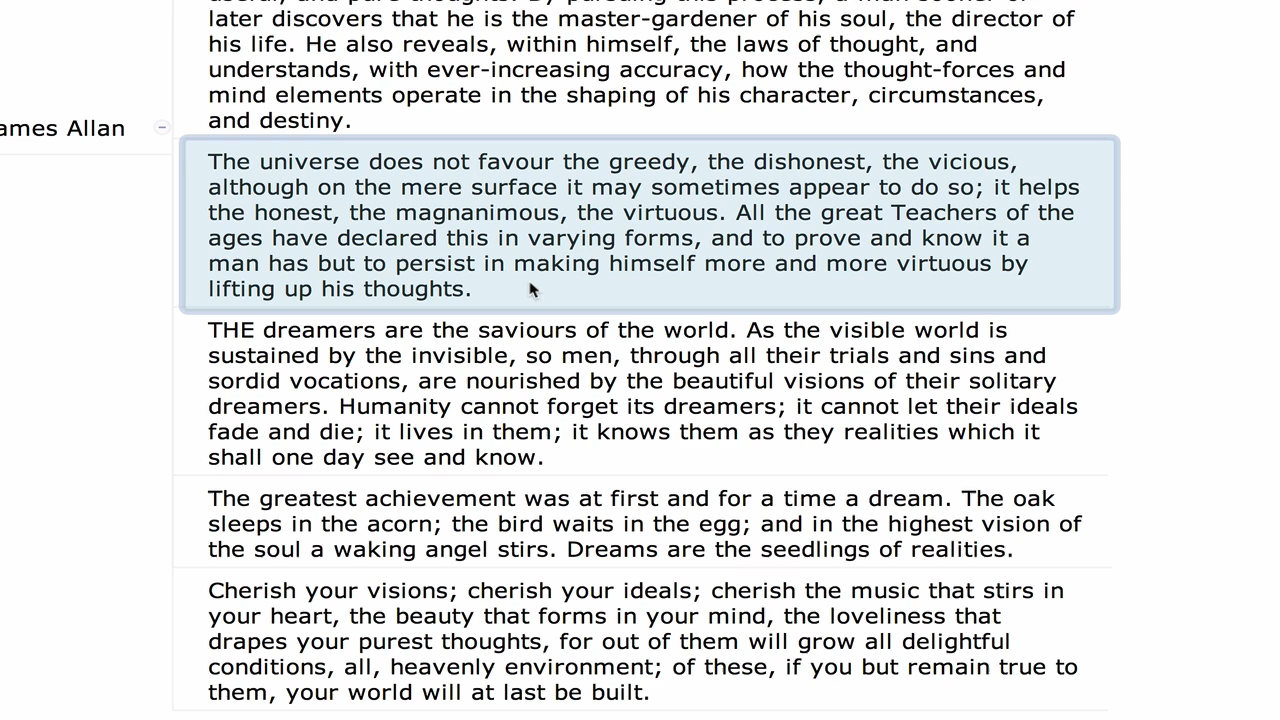 useful, and pure thoughts. By pursuing this process, a man sooner or
later discovers that he is the master-gardener of his soul, the director of
his life. He also reveals, within himself, the laws of thought, and
understands, with ever-increasing accuracy, how the thought-forces and
mind elements operate in the shaping of his character, circumstances,
and destiny.
ames Allan
The universe does not favour the greedy, the dishonest, the vicious,
although on the mere surface it may sometimes appear to do so; it helps
the honest, the magnanimous, the virtuous. All the great Teachers of the
ages have declared this in varying forms, and to prove and know it a
man has but to persist in making himself more and more virtuous by
lifting up his thoughts.
THE dreamers are the saviours of the world. As the visible world is
sustained by the invisible, so men, through all their trials and sins and
sordid vocations, are nourished by the beautiful visions of their solitary
dreamers. Humanity cannot forget its dreamers; it cannot let their ideals
fade and die; it lives in them; it knows them as they realities which it
shall one day see and know.
The greatest achievement was at first and for a time a dream. The oak
sleeps in the acorn; the bird waits in the egg; and in the highest vision of
the soul a waking angel stirs. Dreams are the seedlings of realities.
Cherish your visions; cherish your ideals; cherish the music that stirs in
your heart, the beauty that forms in your mind, the loveliness that
drapes your purest thoughts, for out of them will grow all delightful
conditions, all, heavenly environment; of these, if you but remain true to
them, your world will at last be built.